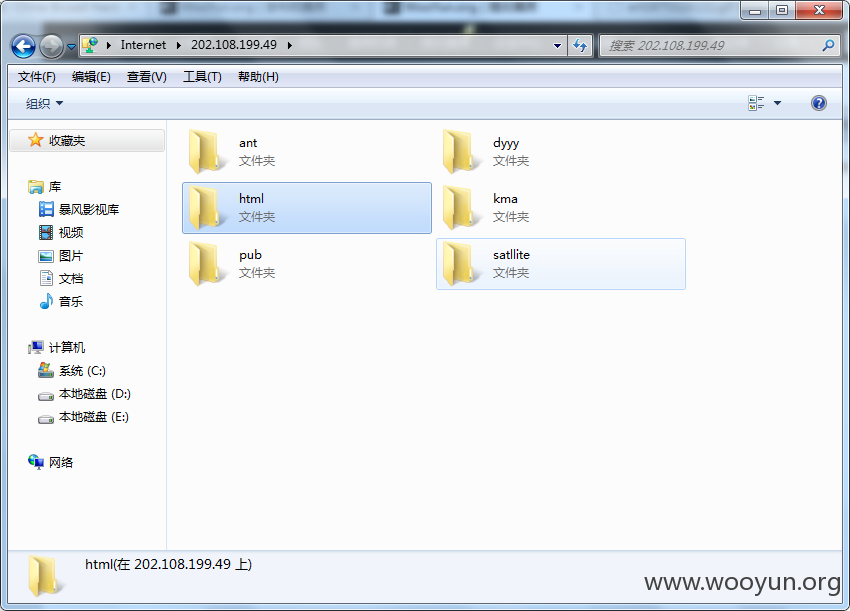 Internet 202.108.199.49
搜索 202.108.199.49
文件(F) 编辑(E) 查看(V) 工具(T) 帮助(H)
组织
收藏夹
库
暴风影视库
视频
图片
文档
音乐
计算机
系统 (C:)
本地磁盘 (D:)
本地磁盘 (E:)
网络
ant
文件夹
dyyy
文件夹
html
文件夹
kma
文件夹
pub
文件夹
satllite
文件夹
html(在 202.108.199.49 上)
www.wooyun.org